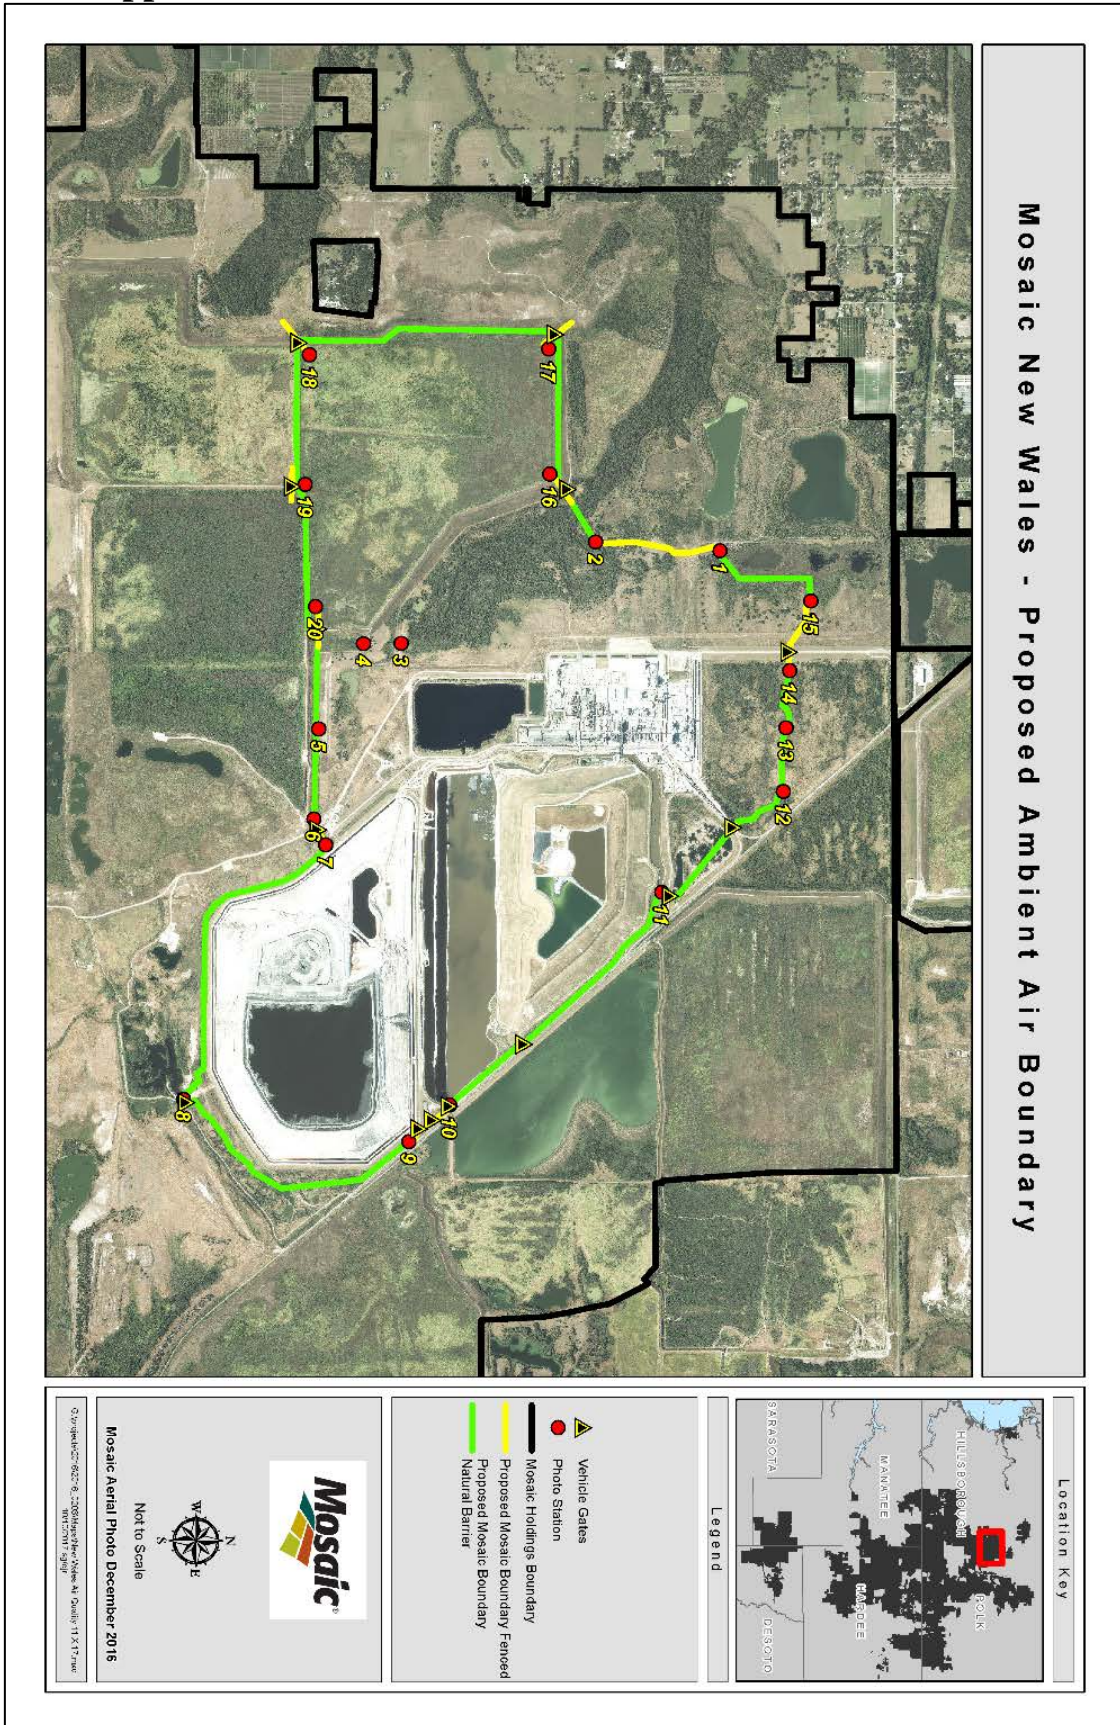 Mosaic New Wales - Proposed Ambient Air Boundary
1
2
3
4
5
6
7
8
9
10
11
12
13
14
15
16
17
18
19
20
Location Key
HILLSBOROUGH
POLK
MANATEE
HARDEE
SARASOTA
DESOTO
Legend
Vehicle Gates
Photo Station
Mosaic Holdings Boundary
Proposed Mosaic Boundary Fenced
Proposed Mosaic Boundary
Natural Barrier
Mosaic®
N
W
E
S
Not to Scale
Mosaic Aerial Photo December 2016